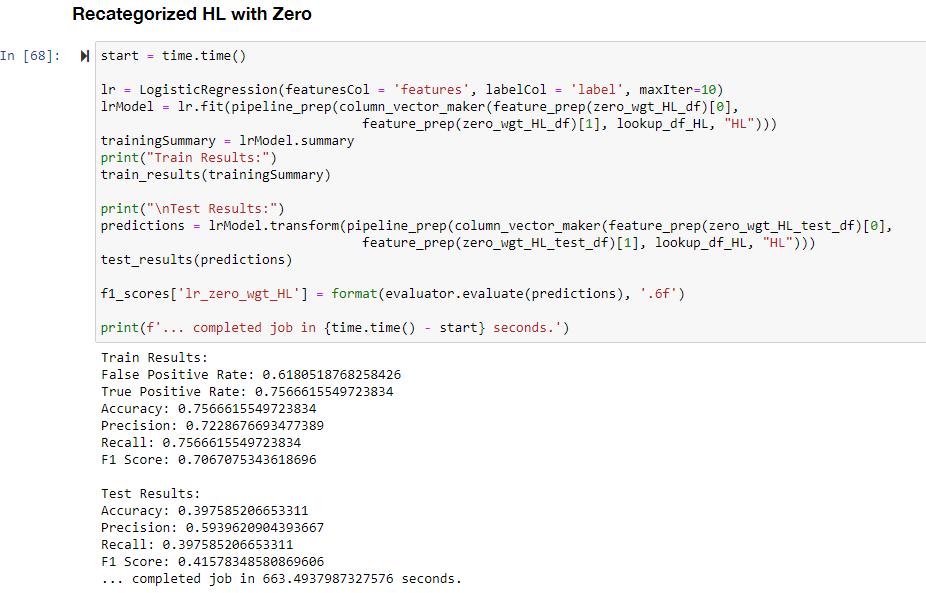 Recategorized HL with Zero
In [68]:
start = time.time()
lr = LogisticRegression(featuresCol = 'features', labelCol = 'label', maxIter=10)
lrModel = lr.fit(pipeline_prep(column_vector_maker(feature_prep(zero_wgt_HL_df)[0],
feature_prep(zero_wgt_HL_df)[1], lookup_df_HL, "HL")))
trainingSummary = lrModel.summary
print("Train Results:")
train_results(trainingSummary)
print("\nTest Results:")
predictions = lrModel.transform(pipeline_prep(column_vector_maker(feature_prep(zero_wgt_HL_test_df)[0],
feature_prep(zero_wgt_HL_test_df)[1], lookup_df_HL, "HL")))
test_results(predictions)
f1_scores['lr_zero_wgt_HL'] = format(evaluator.evaluate(predictions), '.6f')
print(f'... completed job in {time.time() - start} seconds.')
Train Results:
False Positive Rate: 0.6180518768258426
True Positive Rate: 0.7566615549723834
Accuracy: 0.7566615549723834
Precision: 0.7228676693477389
Recall: 0.7566615549723834
F1 Score: 0.7067075343618696
Test Results:
Accuracy: 0.397585206653311
Precision: 0.5939620904393667
Recall: 0.397585206653311
F1 Score: 0.41578348580869606
... completed job in 663.4937987327576 seconds.